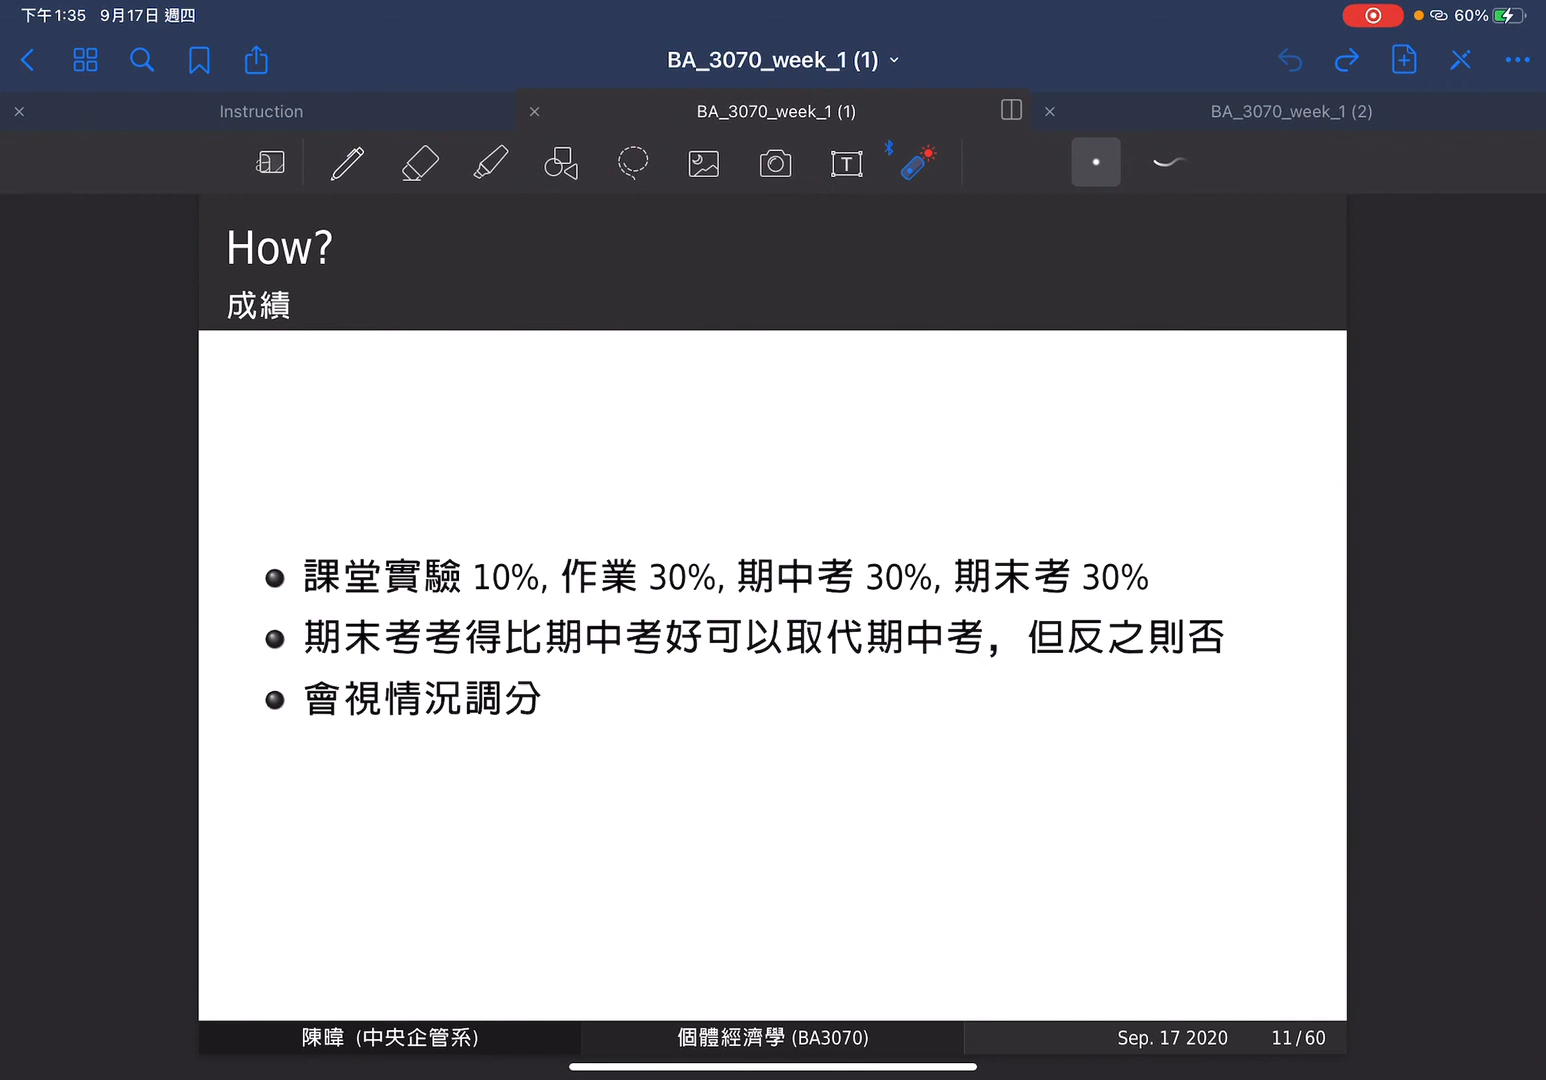 下午1:35 9月17日 週四
60%
BA_3070_week_1 (1)
Instruction
BA_3070_week_1 (1)
BA_3070_week_1 (2)
T
How?
成績
課堂實驗 10%, 作業 30%, 期中考 30%, 期末考 30%
期末考考得比期中考好可以取代期中考，但反之則否
會視情況調分
陳暐 (中央企管系)
個體經濟學 (BA3070)
Sep. 17 2020
11/60